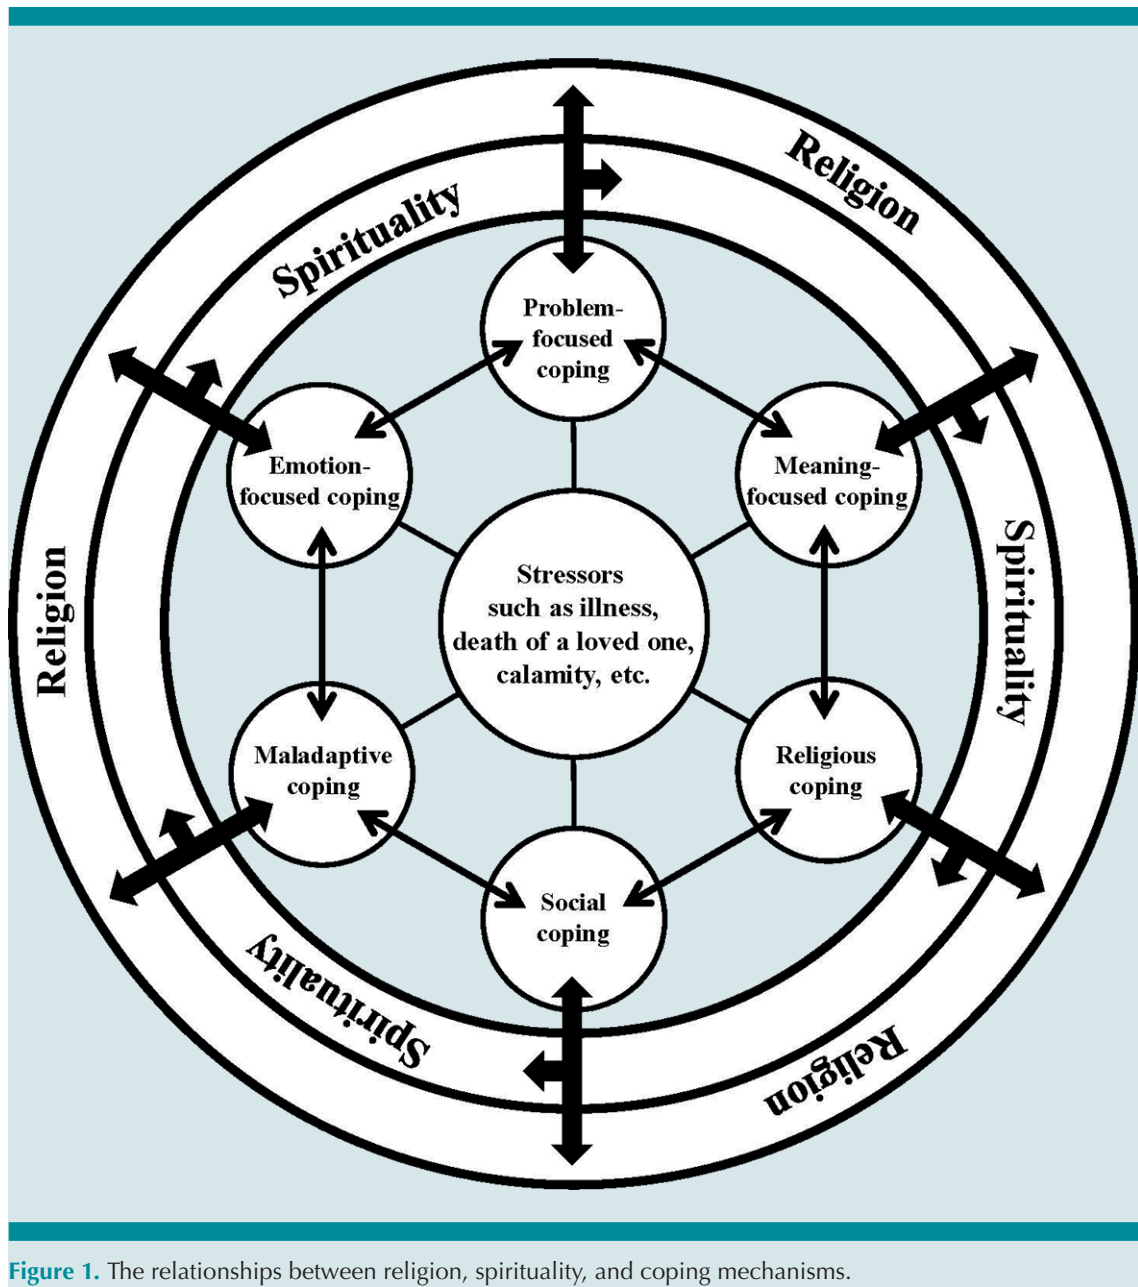 Religion
Spirituality
Problem-
focused
coping
Emotion-
focused coping
Meaning-
focused coping
Religion
Spirituality
Stressors
such as illness,
death of a loved one,
calamity, etc.
Maladaptive
coping
Religious
coping
Social
coping
Spirituality
Religion
Figure 1. The relationships between religion, spirituality, and coping mechanisms.